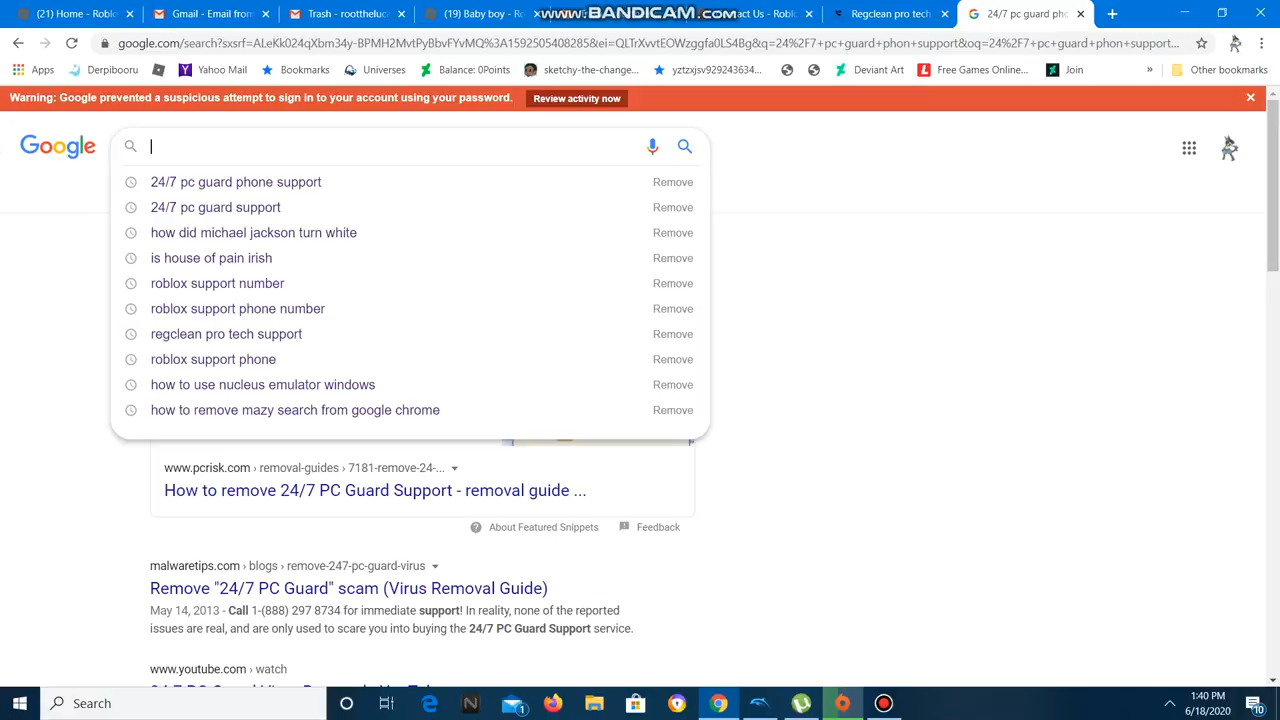 (21) Home - Roblox
Gmail - Email from
Trash - roottheluca
(19) Baby boy - Ro
www.BANDICAM.com
act Us - Roblo
Regclean pro tech
24/7 pc guard pho
google.com/search?sxsrf=ALeKk024qXbm34y-BPMH2MvtPyBbvFYvMQ%3A1592505408285&ei=QLTrXvvtEOWzggfa0LS4Bg&q=24%2F7+pc+guard+phon+support&oq=24%2F7+pc+guard+phon+support...
Apps
Derpibooru
Yahoo Mail
Bookmarks
Universes
Balance: 0Points
sketchy-the-change...
yztzxjsv929243634...
Deviant Art
Free Games Online...
Join
»
Other bookmarks
Warning: Google prevented a suspicious attempt to sign in to your account using your password.
Review activity now
Google
24/7 pc guard phone support Remove
24/7 pc guard support Remove
how did michael jackson turn white Remove
is house of pain irish Remove
roblox support number Remove
roblox support phone number Remove
regclean pro tech support Remove
roblox support phone Remove
how to use nucleus emulator windows Remove
how to remove mazy search from google chrome Remove
www.pcrisk.com › removal-guides › 7181-remove-24-...
How to remove 24/7 PC Guard Support - removal guide ...
About Featured Snippets
Feedback
malwaretips.com › blogs › remove-247-pc-guard-virus
Remove "24/7 PC Guard" scam (Virus Removal Guide)
May 14, 2013 - Call 1-(888) 297 8734 for immediate support! In reality, none of the reported
issues are real, and are only used to scare you into buying the 24/7 PC Guard Support service.
www.youtube.com › watch
Search
1:40 PM
6/18/2020
10